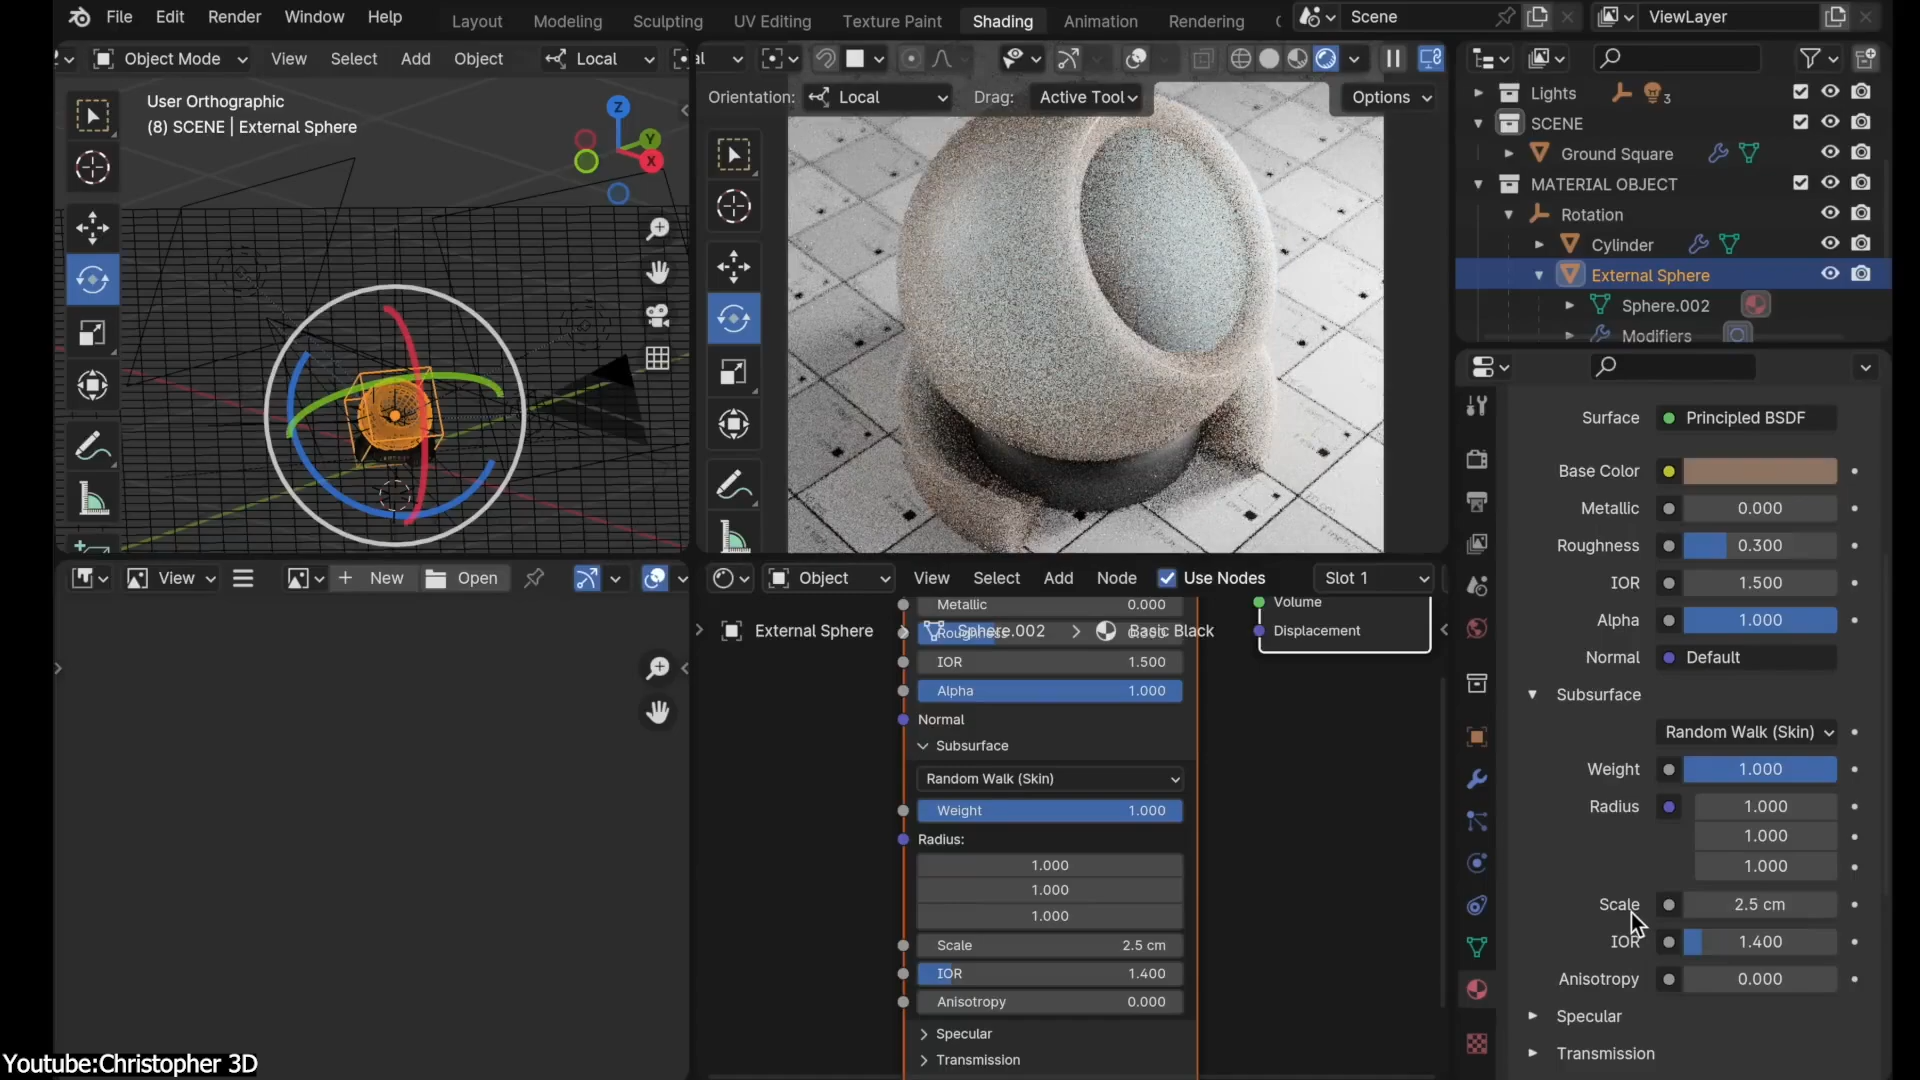 File Edit Render Window Help Layout Modeling Sculpting UV Editing Texture Paint Shading Animation Rendering Scene ViewLayer
Object Mode View Select Add Object Local
User Orthographic
(8) SCENE | External Sphere
Z
Y
X
Orientation: Local Drag: Active Tool Options
Lights 3
SCENE
Ground Square
MATERIAL OBJECT
Rotation
Cylinder
External Sphere
Sphere.002
Modifiers
Surface Principled BSDF
Base Color
Metallic 0.000
Roughness 0.300
IOR 1.500
Alpha 1.000
Normal Default
Subsurface
Random Walk (Skin)
Weight 1.000
Radius 1.000
1.000
1.000
Scale 2.5 cm
IOR 1.400
Anisotropy 0.000
Specular
Transmission
View New Open
Object View Select Add Node Use Nodes Slot 1
External Sphere Sphere.002 Basic Black
Metallic 0.000
Roughness
IOR 1.500
Alpha 1.000
Normal
Subsurface
Random Walk (Skin)
Weight 1.000
Radius:
1.000
1.000
1.000
Scale 2.5 cm
IOR 1.400
Anisotropy 0.000
Specular
Transmission
Volume
Displacement
Youtube:Christopher 3D